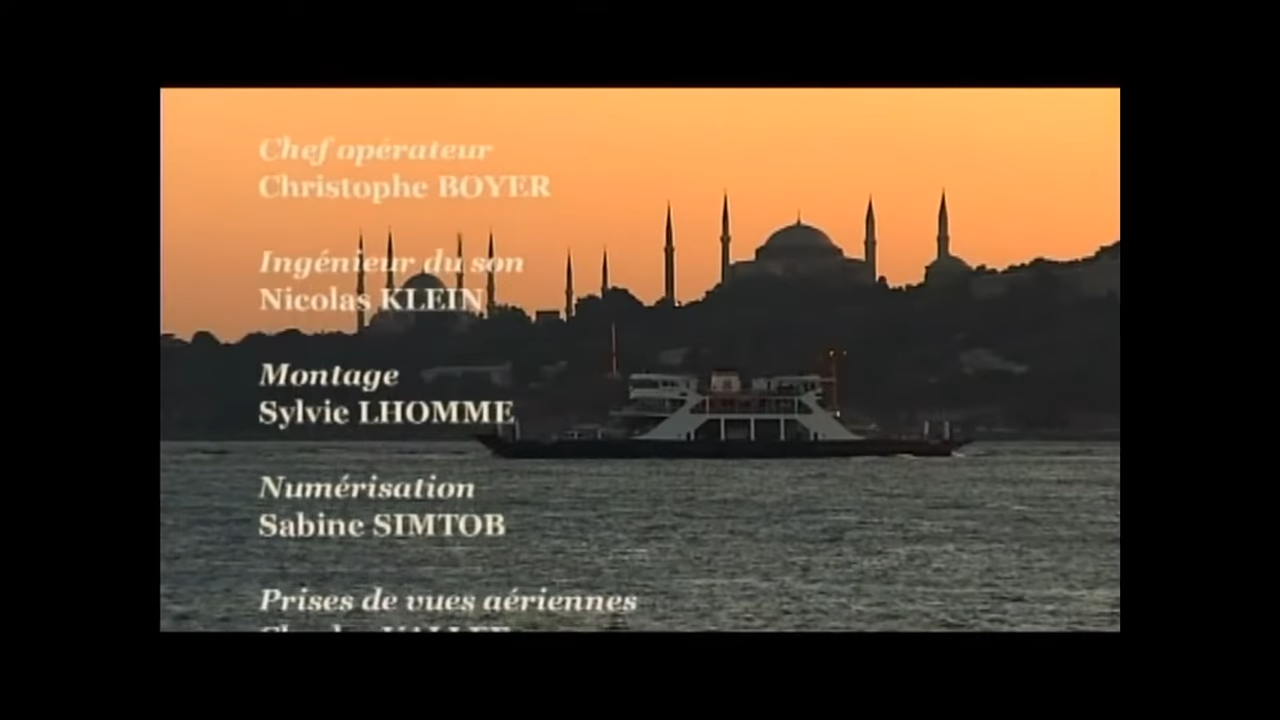 Chef opérateur
Christophe BOYER
Ingénieur du son
Nicolas KLEIN
Montage
Sylvie LHOMME
Numérisation
Sabine SIMTOB
Prises de vues aériennes